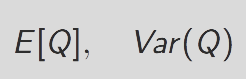 E[Q], Var(Q)